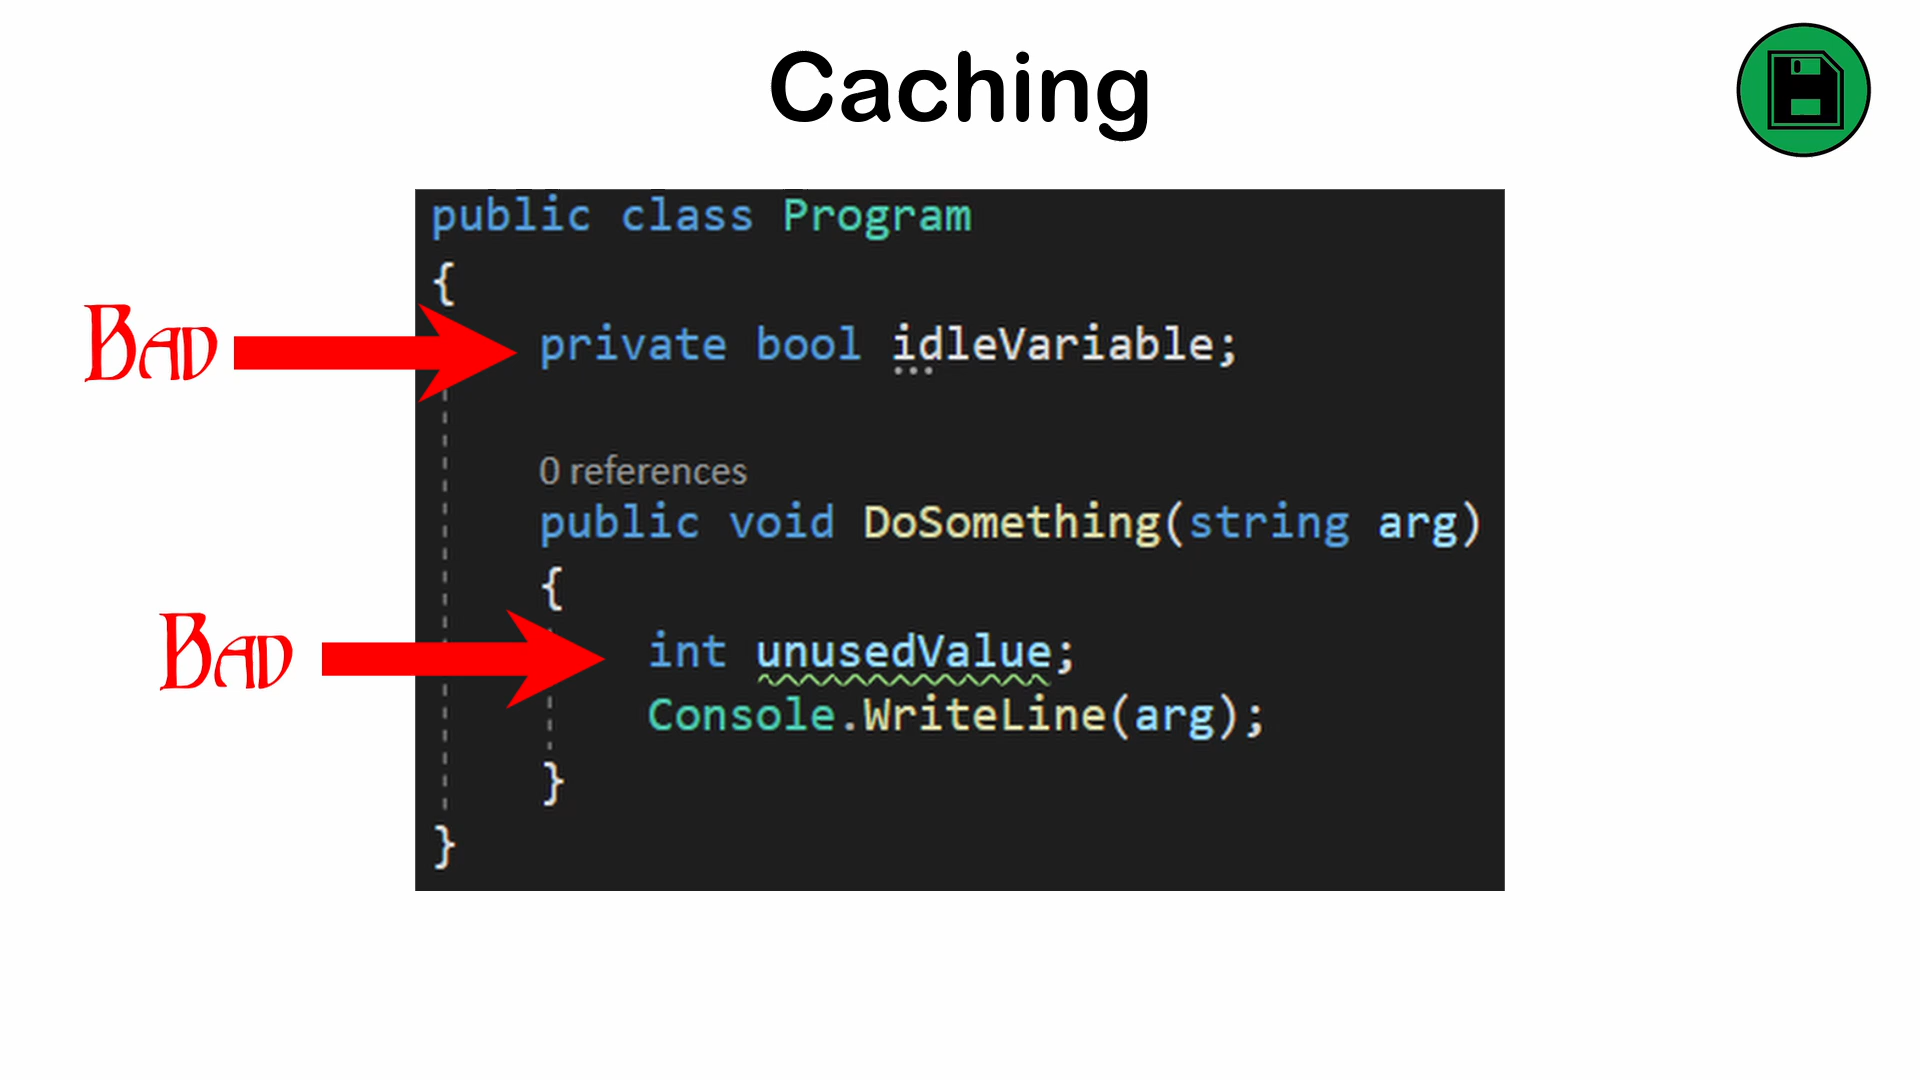 Caching
public class Program
{
Bad
private bool idleVariable;
0 references
public void DoSomething(string arg)
{
Bad
int unusedValue;
Console.WriteLine(arg);
}
}